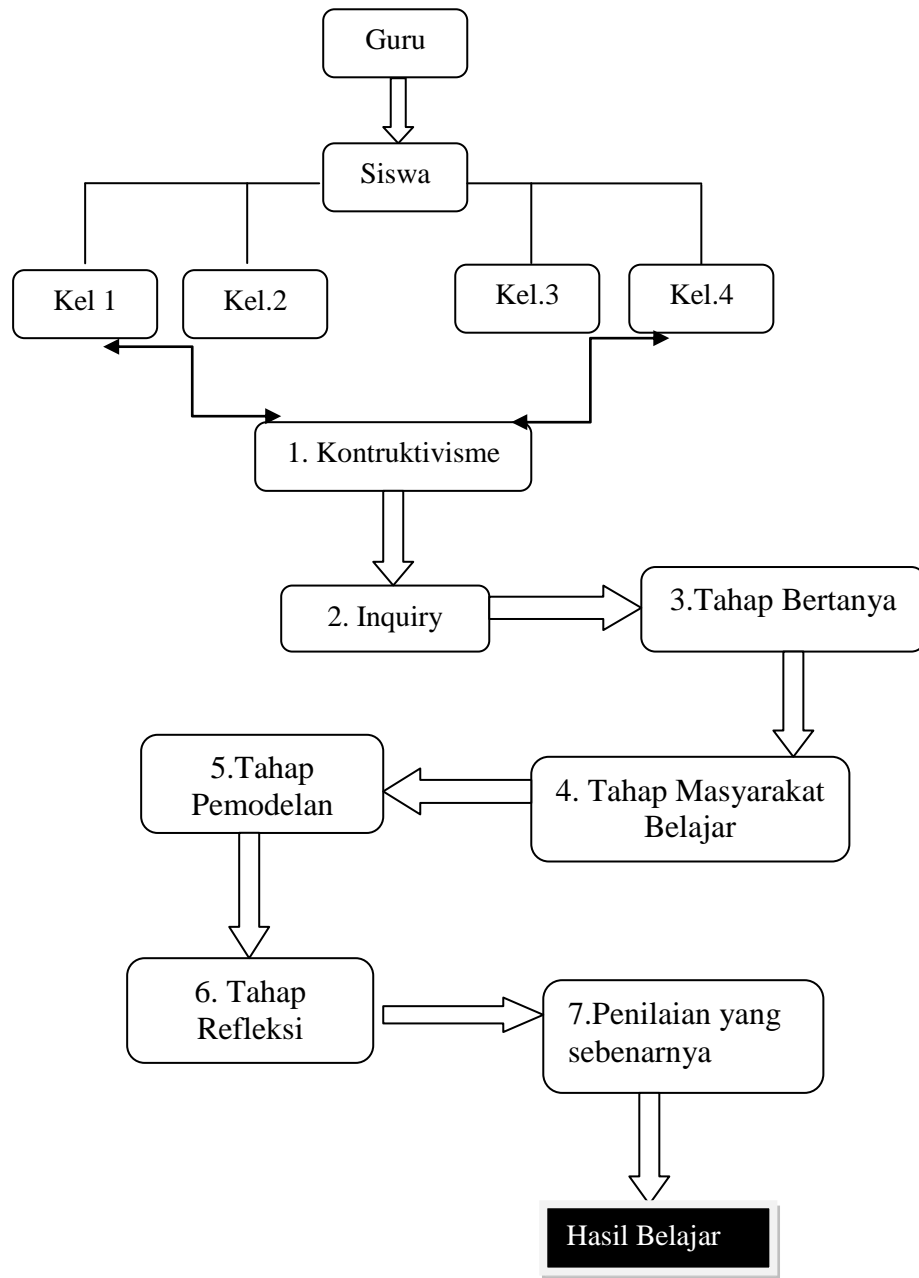 Guru
Siswa
Kel 1
Kel.2
Kel.3
Kel.4
1. Kontruktivisme
2. Inquiry
3.Tahap Bertanya
4. Tahap Masyarakat
Belajar
5.Tahap
Pemodelan
6. Tahap
Refleksi
7.Penilaian yang
sebenarnya
Hasil Belajar